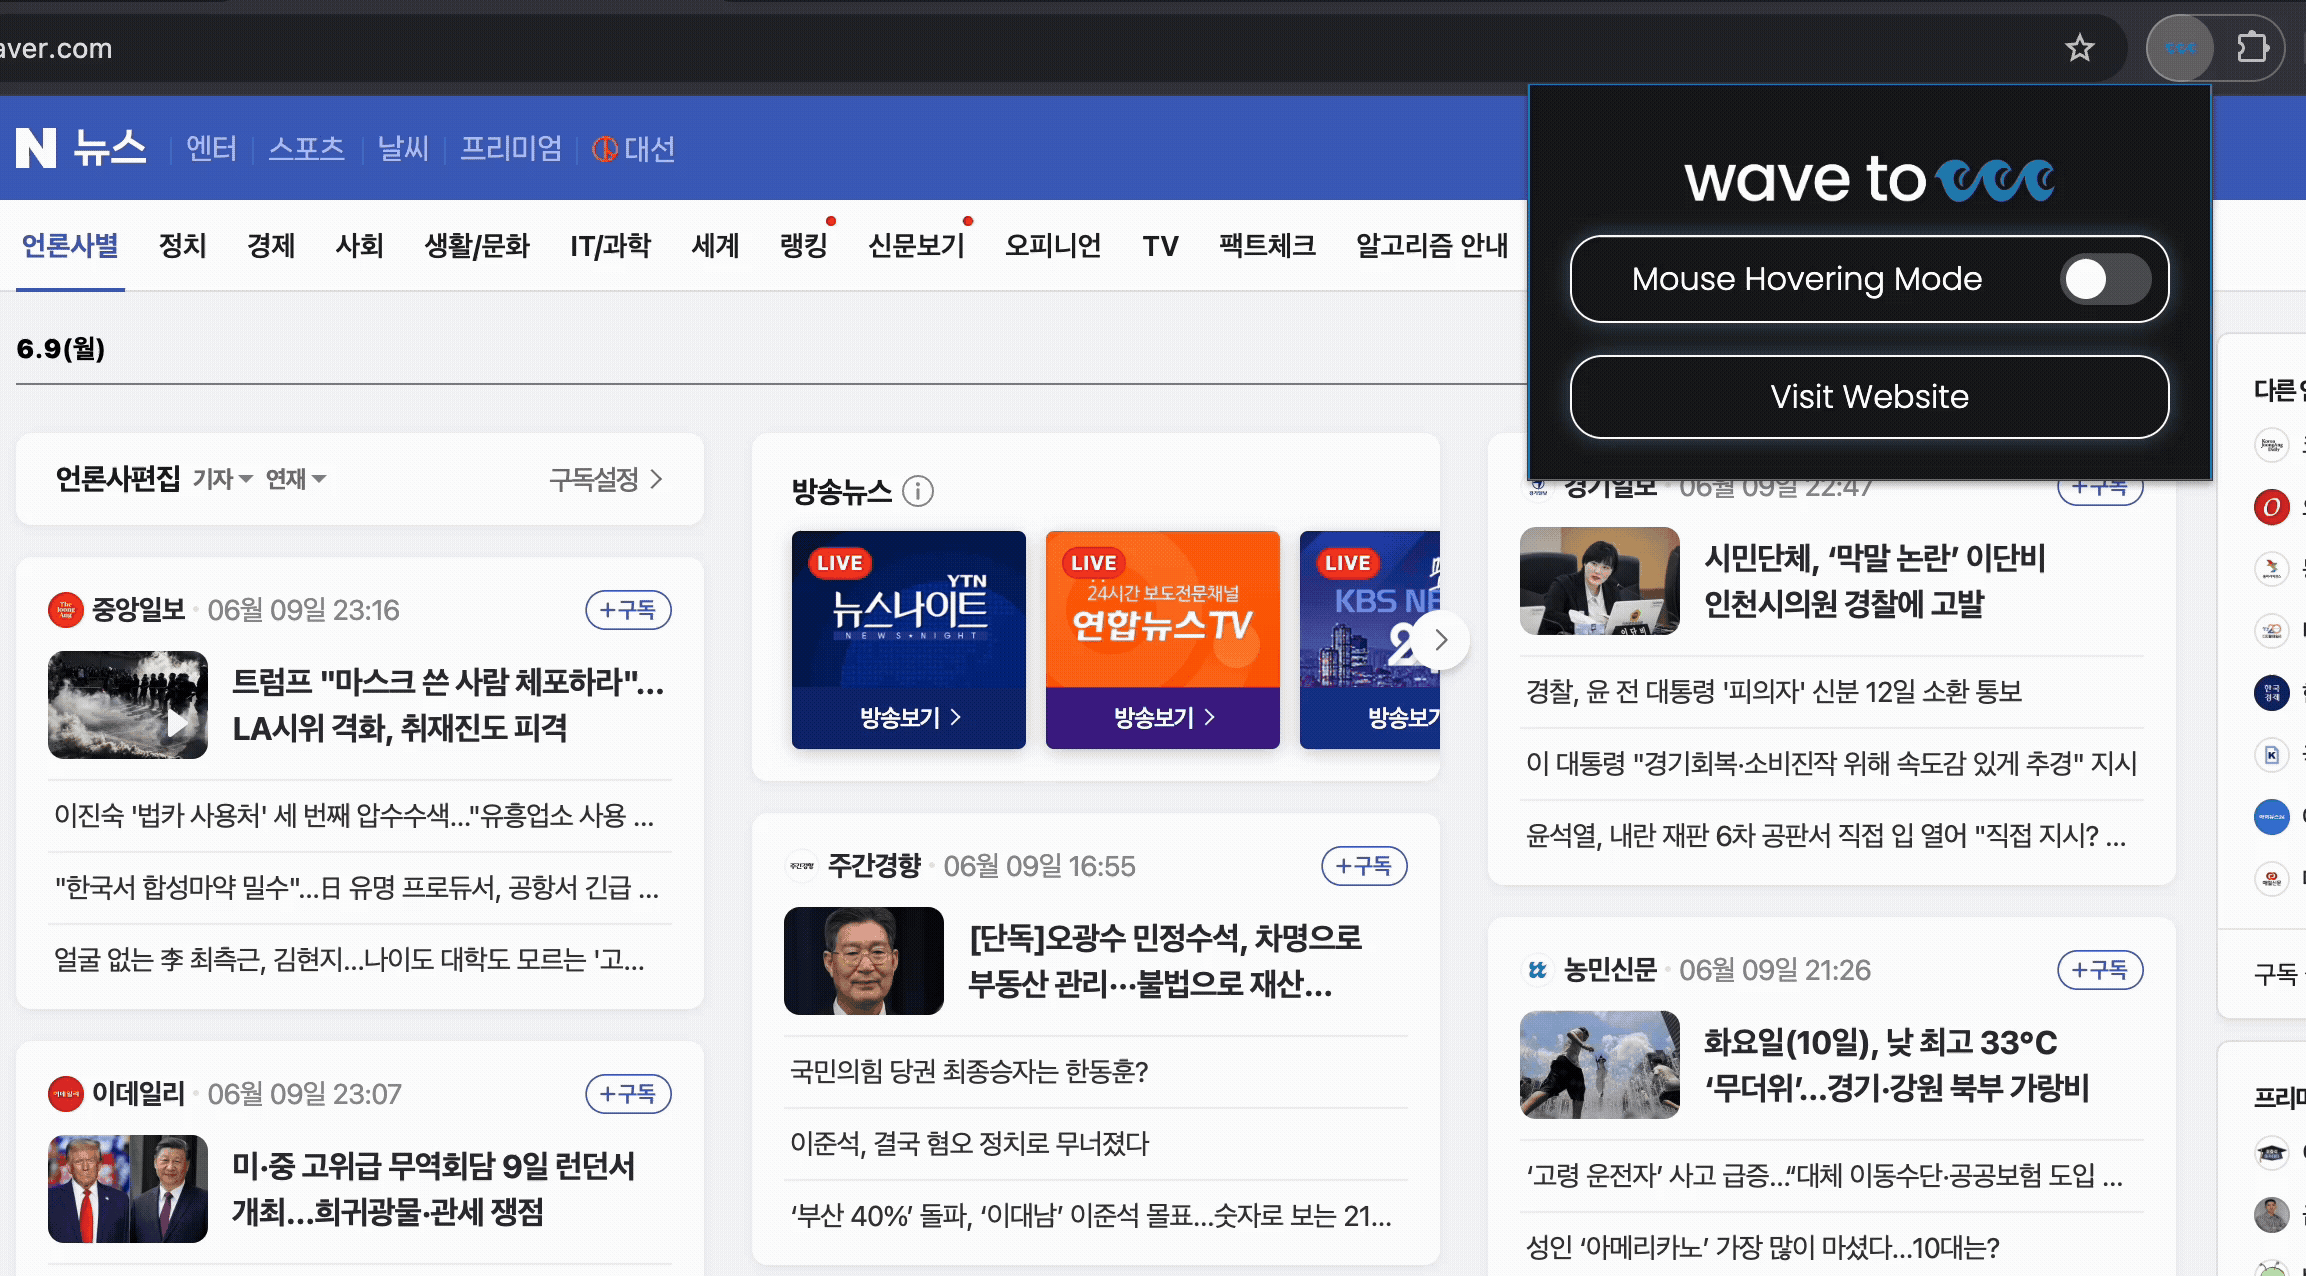 aver.com
N 뉴스
엔터
스포츠
날씨
프리미엄
대선
언론사별
정치
경제
사회
생활/문화
IT/과학
세계
랭킹
신문보기
오피니언
TV
팩트체크
알고리즘 안내
wave to
Mouse Hovering Mode
Visit Website
6.9(월)
언론사편집 기자 연재
구독설정
중앙일보 · 06월 09일 23:16
+구독
트럼프 "마스크 쓴 사람 체포하라"...
LA시위 격화, 취재진도 피격
이진숙 '법카 사용처' 세 번째 압수수색..."유흥업소 사용 ...
"한국서 합성마약 밀수"...日 유명 프로듀서, 공항서 긴급 ...
얼굴 없는 李 최측근, 김현지...나이도 대학도 모르는 '고...
이데일리 · 06월 09일 23:07
+구독
미·중 고위급 무역회담 9일 런던서
개최...희귀광물·관세 쟁점
방송뉴스
LIVE
YTN
뉴스나이트
NEWS•NIGHT
방송보기
LIVE
24시간 보도전문채널
연합뉴스TV
방송보기
LIVE
KBS NE
방송보기
주간경향 · 06월 09일 16:55
+구독
[단독]오광수 민정수석, 차명으로
부동산 관리…불법으로 재산...
국민의힘 당권 최종승자는 한동훈?
이준석, 결국 혐오 정치로 무너졌다
‘부산 40%’ 돌파, ‘이대남’ 이준석 몰표...숫자로 보는 21...
경기일보 · 06월 09일 22:47
+구독
시민단체, ‘막말 논란’ 이단비
인천시의원 경찰에 고발
경찰, 윤 전 대통령 '피의자' 신분 12일 소환 통보
이 대통령 "경기회복·소비진작 위해 속도감 있게 추경" 지시
윤석열, 내란 재판 6차 공판서 직접 입 열어 "직접 지시? ...
농민신문 · 06월 09일 21:26
+구독
화요일(10일), 낮 최고 33℃
‘무더위’...경기·강원 북부 가랑비
‘고령 운전자’ 사고 급증...“대체 이동수단·공공보험 도입 ...
성인 ‘아메리카노’ 가장 많이 마셨다...10대는?
다른
한국
경제
구독
프리미